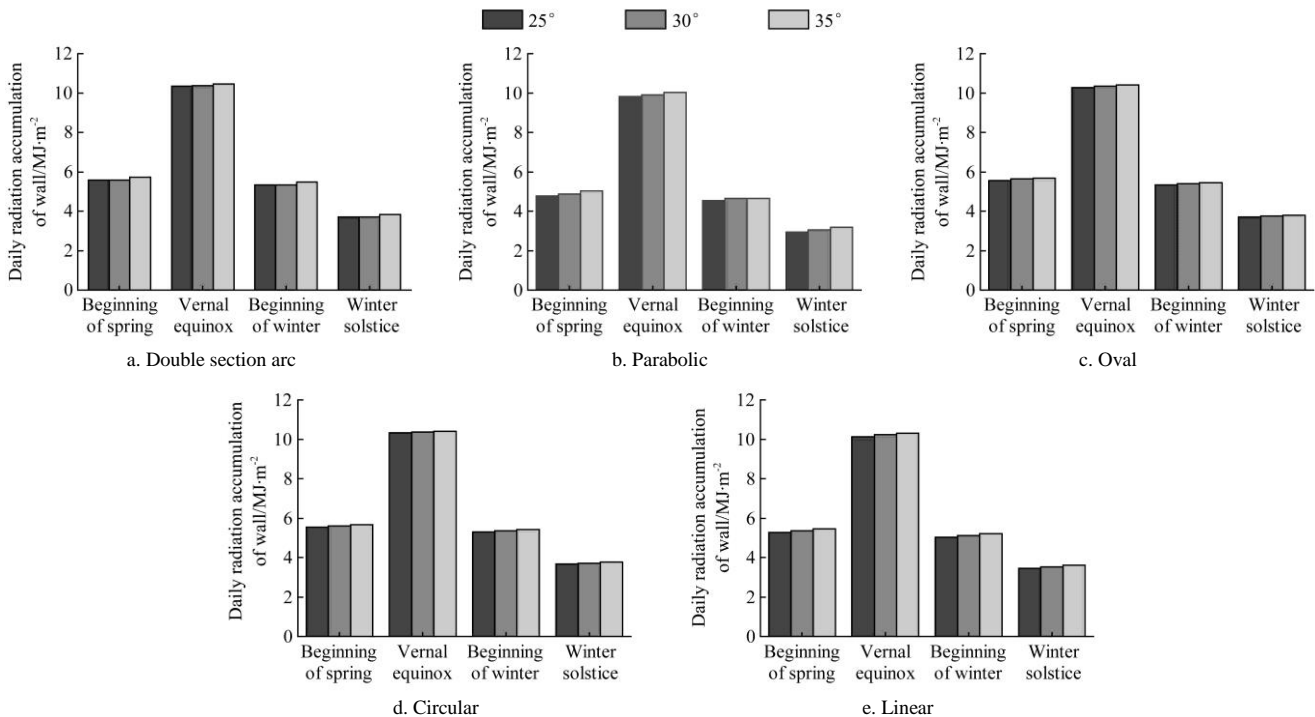 25° 30° 35°
Daily radiation accumulation
of wall/MJ·m⁻²
12
10
8
6
4
2
0
Beginning
of spring
Vernal
equinox
Beginning
of winter
Winter
solstice
a. Double section arc
Daily radiation accumulation
of wall/MJ·m⁻²
12
10
8
6
4
2
0
Beginning
of spring
Vernal
equinox
Beginning
of winter
Winter
solstice
b. Parabolic
Daily radiation accumulation
of wall/MJ·m⁻²
12
10
8
6
4
2
0
Beginning
of spring
Vernal
equinox
Beginning
of winter
Winter
solstice
c. Oval
Daily radiation accumulation
of wall/MJ·m⁻²
12
10
8
6
4
2
0
Beginning
of spring
Vernal
equinox
Beginning
of winter
Winter
solstice
d. Circular
Daily radiation accumulation
of wall/MJ·m⁻²
12
10
8
6
4
2
0
Beginning
of spring
Vernal
equinox
Beginning
of winter
Winter
solstice
e. Linear